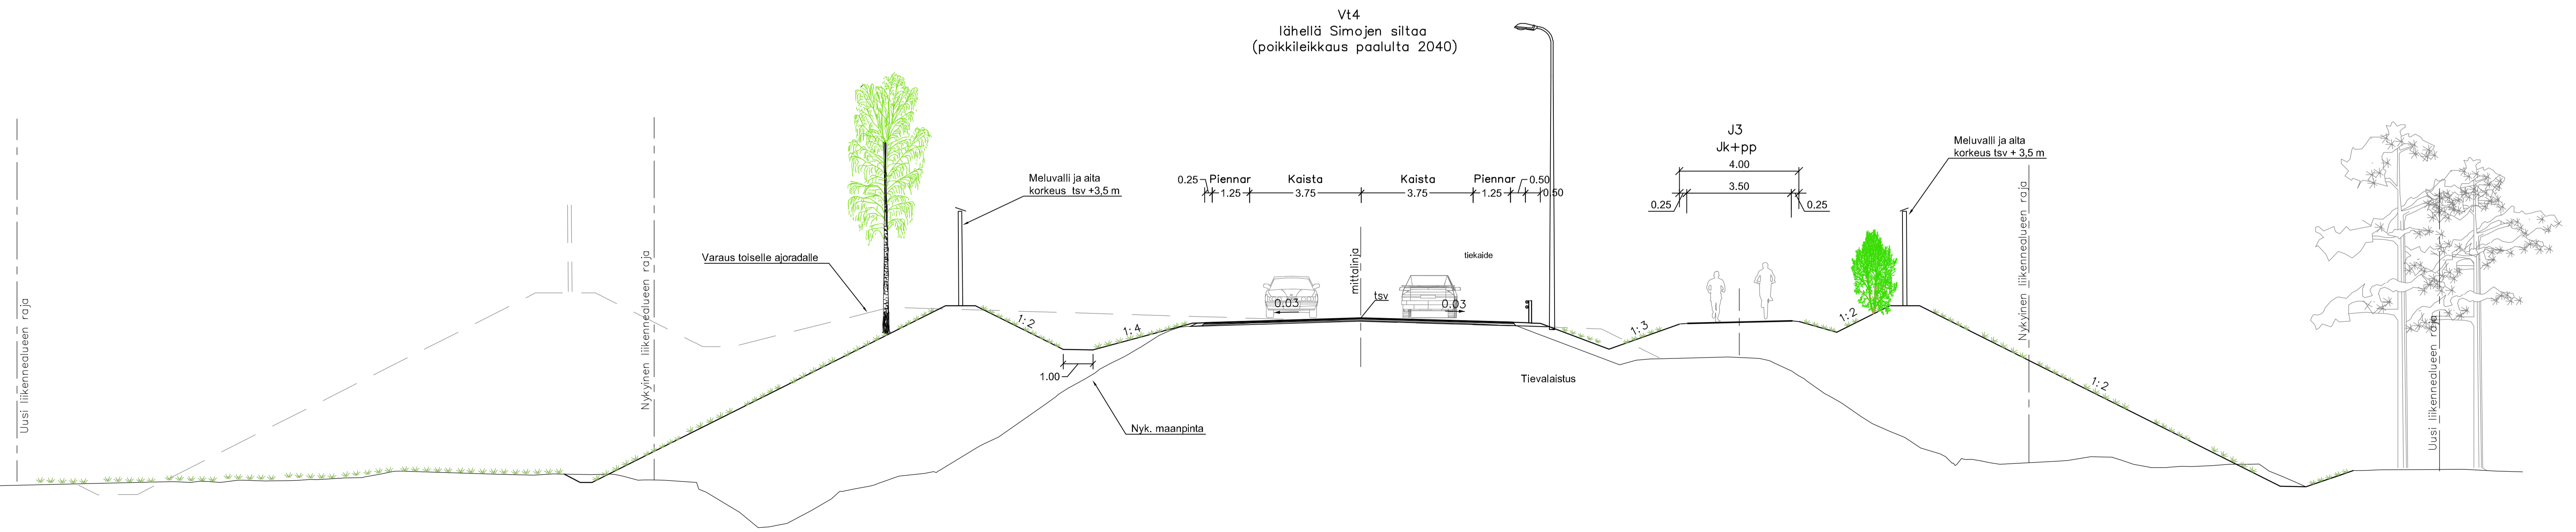 Vt4
lähellä Simojen siltaa
(poikkileikkaus paalulta 2040)
Uusi liikennealueen raja
Nykyinen liikennealueen raja
Varaus toiselle ajoradalle
Meluvalli ja aita
korkeus tsv +3,5 m
1:2
1:4
1.00
Nyk. maanpinta
0.25 Piennar Kaista Kaista Piennar 0.50
1.25 3.75 3.75 1.25 0.50
mittalinja
tiekaide
tsv
0.03
0.03
Tievalaistus
J3
Jk+pp
4.00
3.50
0.25
0.25
1:3
1:2
Meluvalli ja aita
korkeus tsv + 3,5 m
Nykyinen liikennealueen raja
1:2
Uusi liikennealueen raja